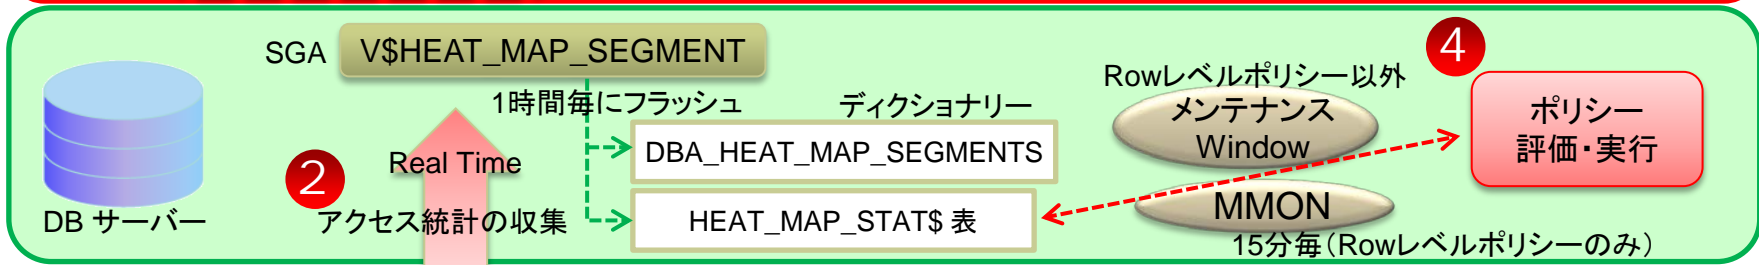 SGA
V$HEAT_MAP_SEGMENT
1時間毎にフラッシュ
ディクショナリー
Rowレベルポリシー以外
4
メンテナンス
Window
ポリシー
評価・実行
DBA_HEAT_MAP_SEGMENTS
2
Real Time
アクセス統計の収集
DB サーバー
HEAT_MAP_STAT$ 表
MMON
15分毎（Rowレベルポリシーのみ）